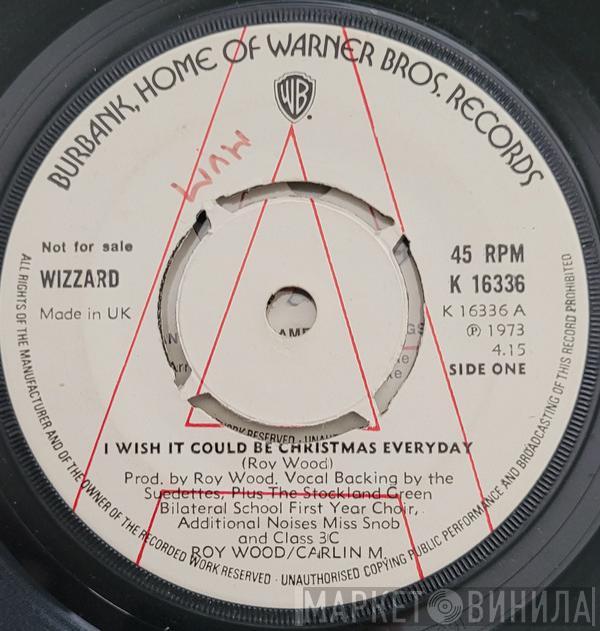 BURBANK, HOME OF WARNER BROS. RECORDS
WB
Not for sale
WIZZARD
Made in UK
45 RPM
K 16336
K 16336 A
℗ 1973
4.15
SIDE ONE
I WISH IT COULD BE CHRISTMAS EVERYDAY
(Roy Wood)
Prod. by Roy Wood. Vocal Backing by the
Suedettes, Plus The Stockland Green
Bilateral School First Year Choir,
Additional Noises Miss Snob
and Class 3C
ROY WOOD/CARLIN M.
ALL RIGHTS OF THE MANUFACTURER AND OF THE OWNER OF THE RECORDED WORK RESERVED · UNAUTHORISED COPYING PUBLIC PERFORMANCE AND BROADCASTING OF THIS RECORD PROHIBITED
МАРКЕТ ВИНИЛА